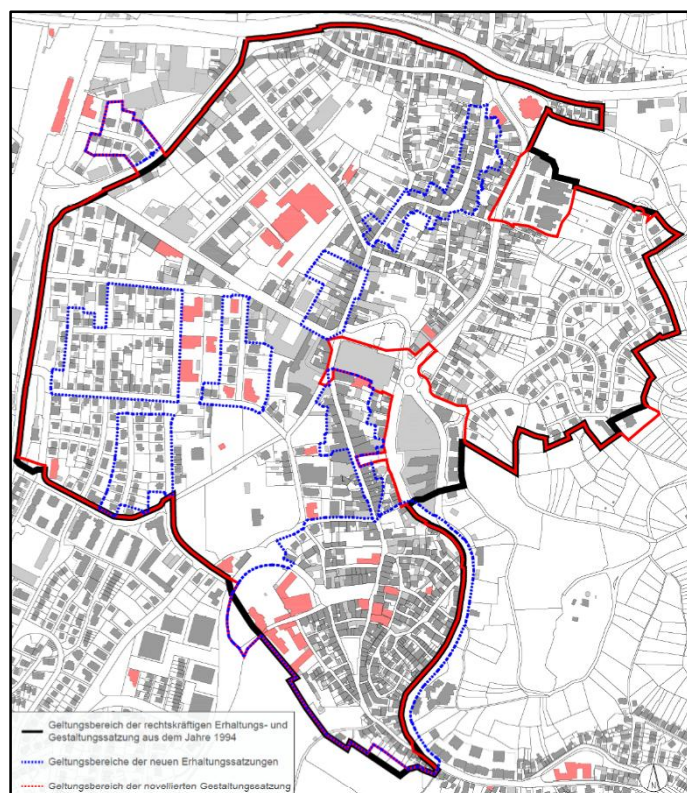 Geltungsbereich der rechtskräftigen Erhaltungs- und
Gestaltungssatzung aus dem Jahre 1994
Geltungsbereiche der neuen Erhaltungssatzungen
Geltungsbereich der novellierten Gestaltungssatzung
N